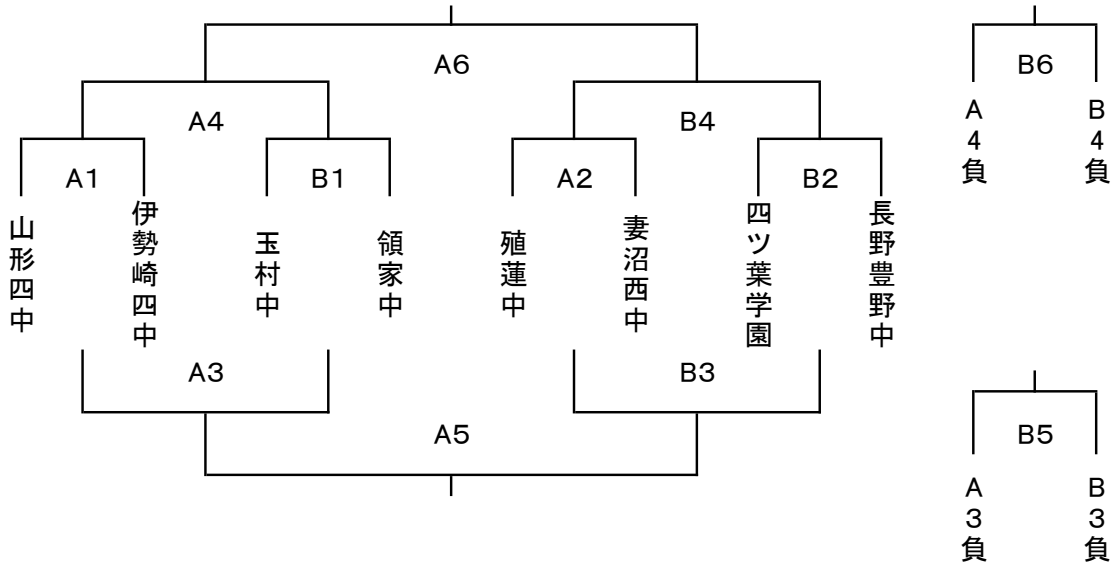 A6
B6
A4
B4
A4負
B4負
A1
B1
A2
B2
山形四中
伊勢崎四中
玉村中
領家中
殖蓮中
妻沼西中
四ツ葉学園
長野豊野中
A3
B3
A5
B5
A3負
B3負